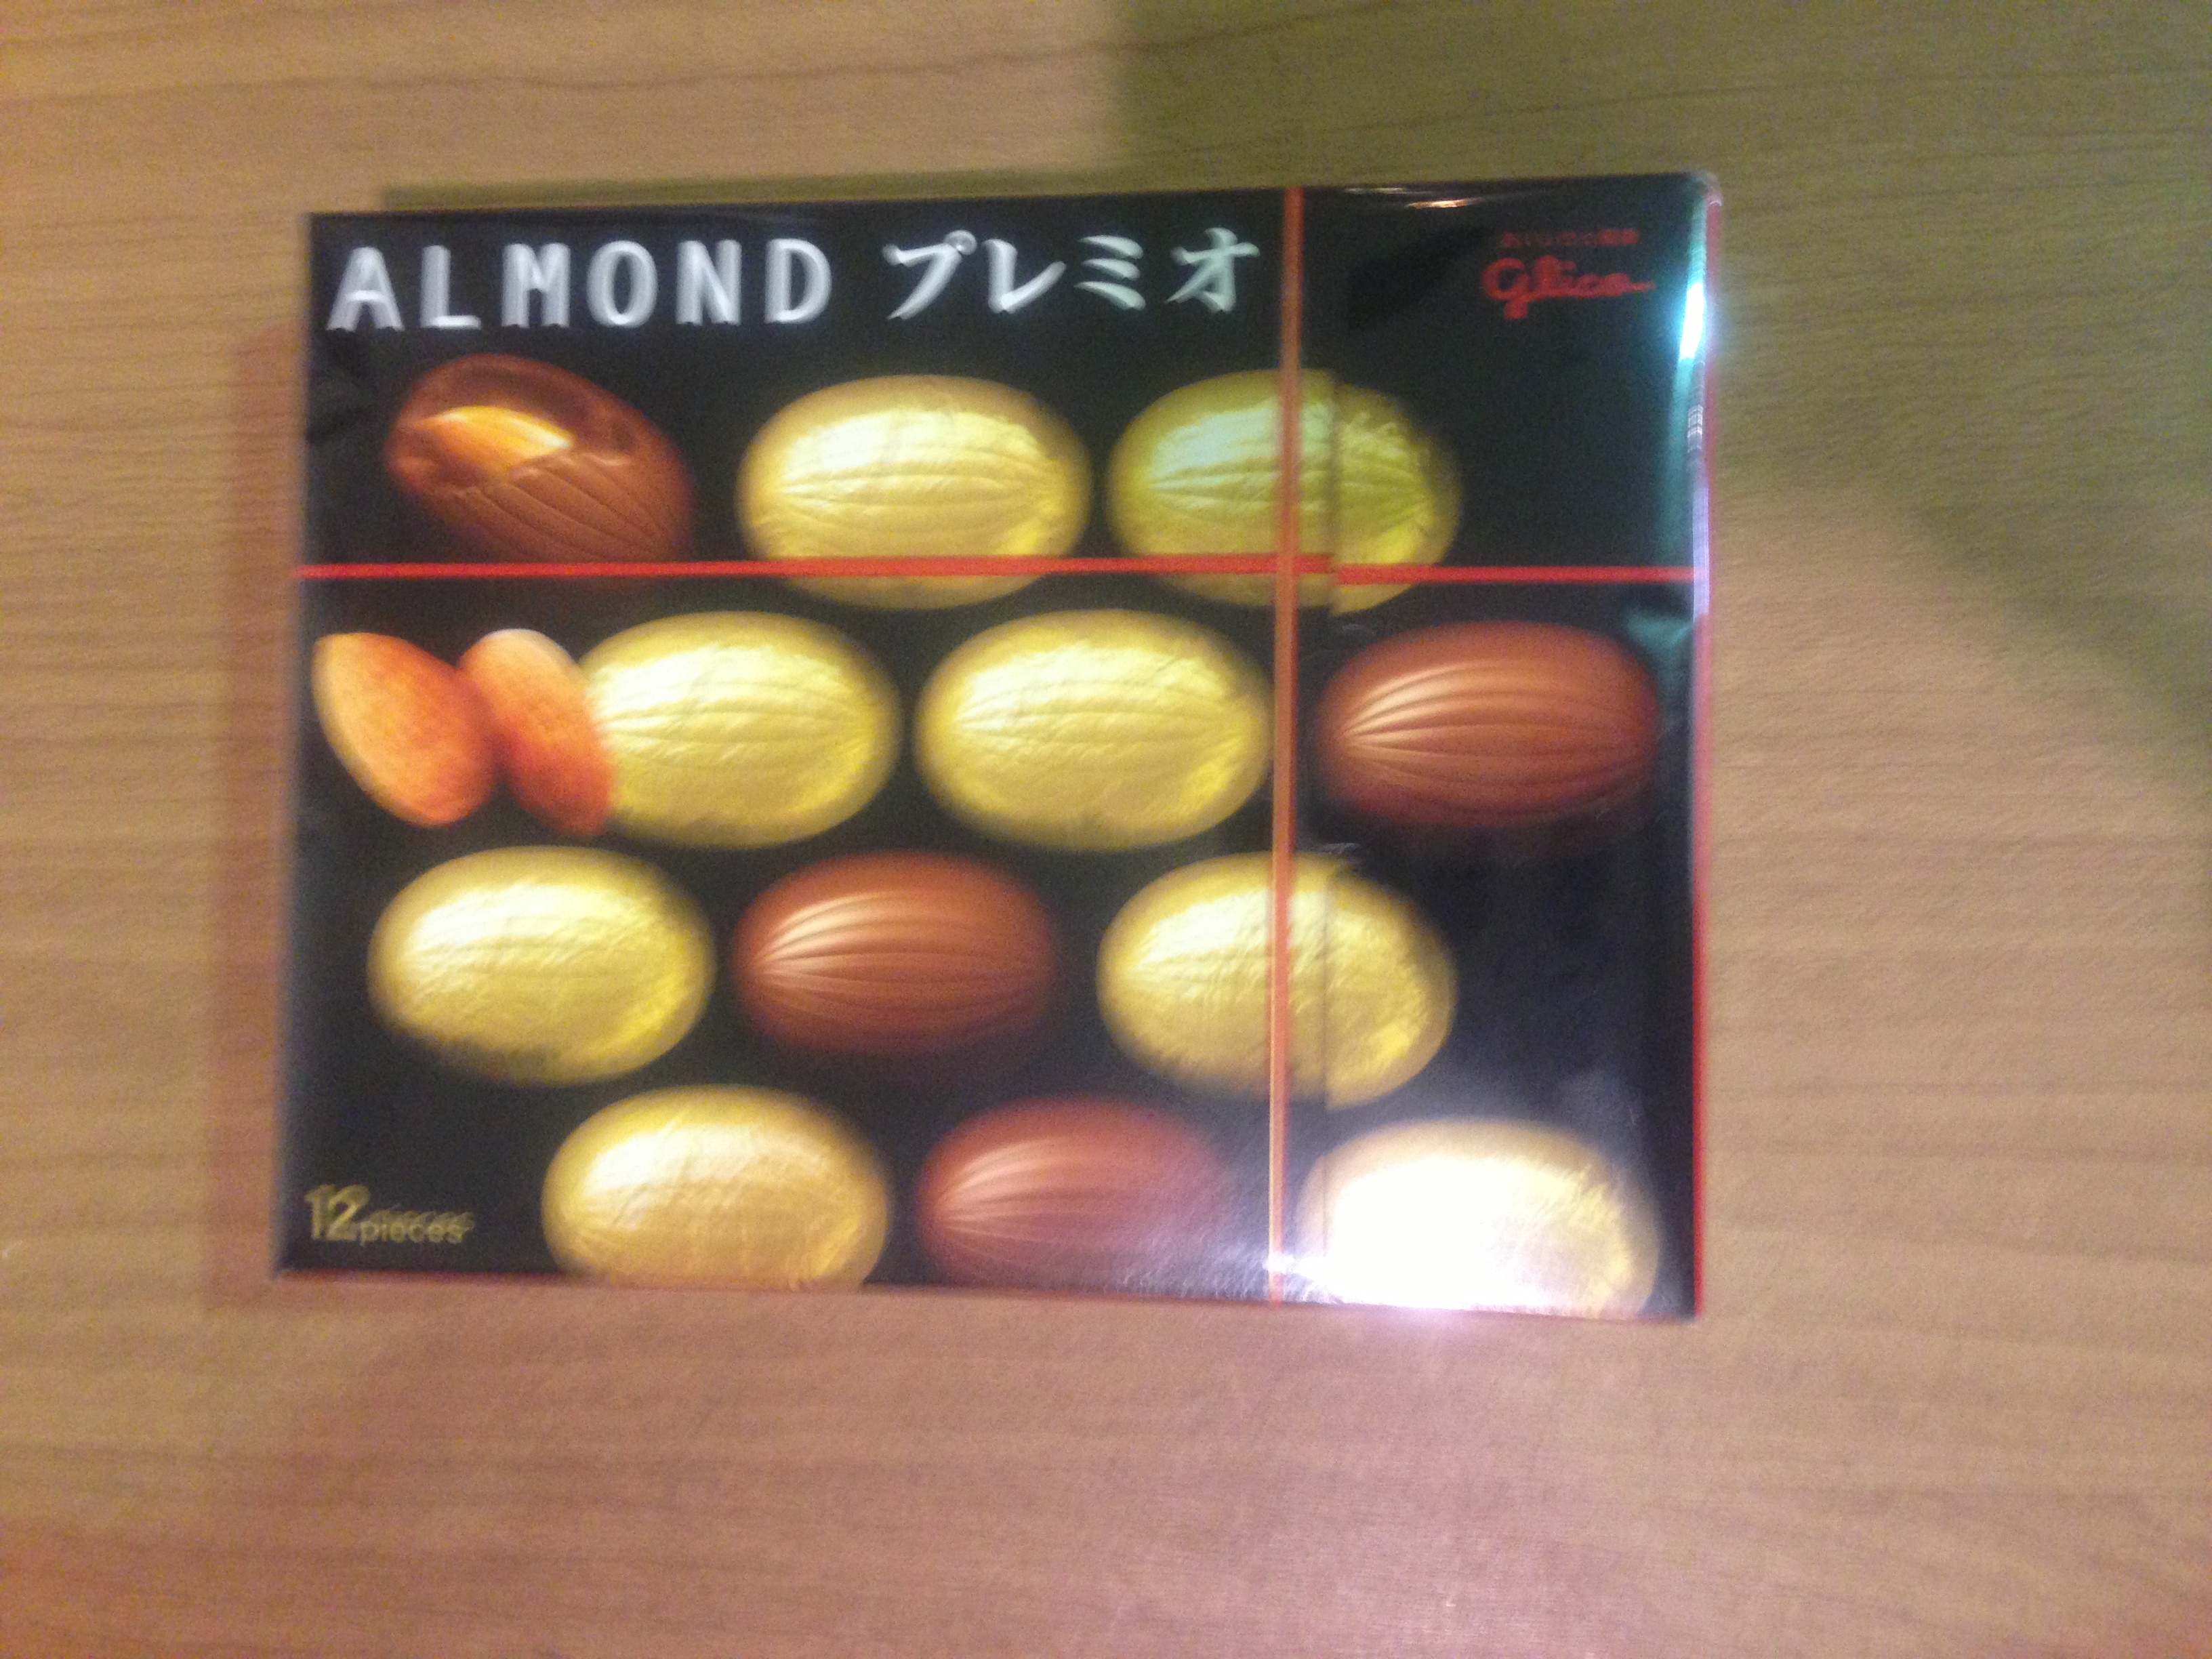 ALMOND プレミオ
glico
12 pieces